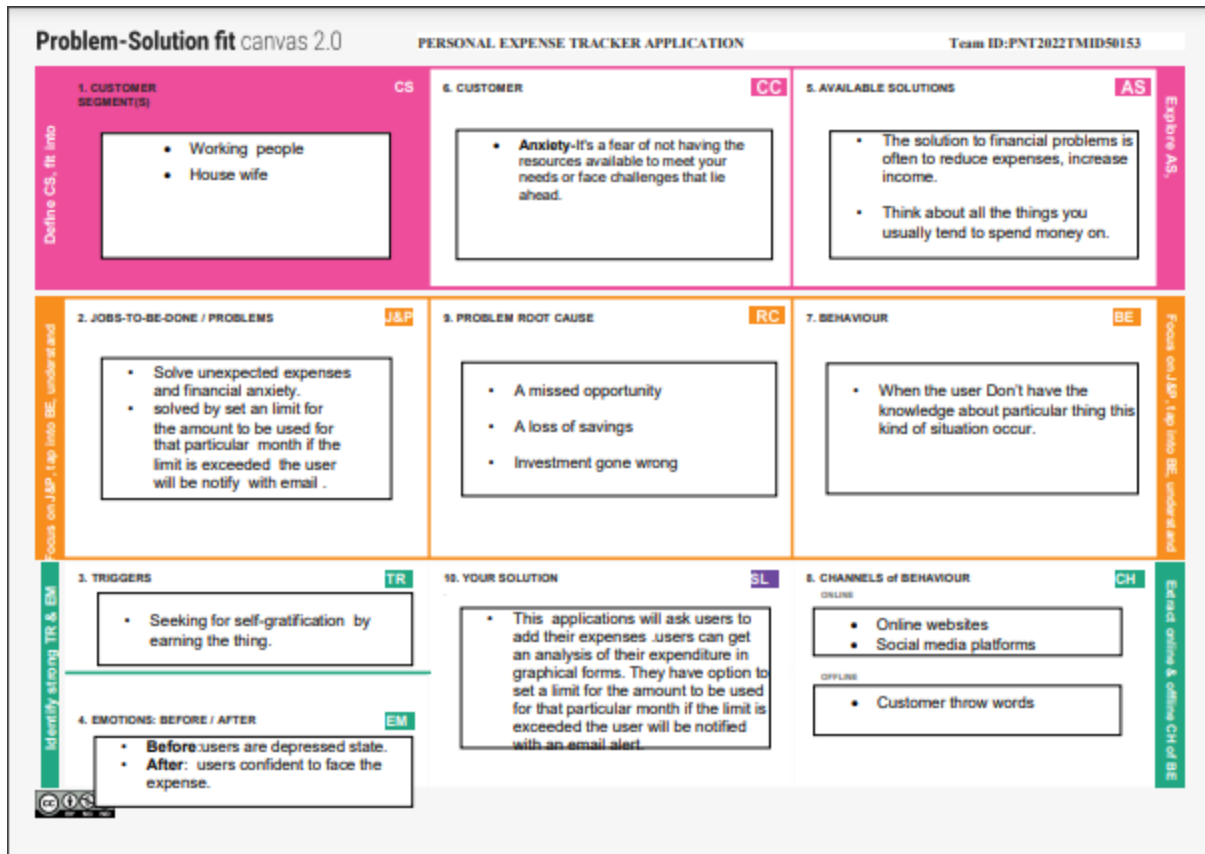 Problem-Solution fit canvas 2.0
PERSONAL EXPENSE TRACKER APPLICATION
Team ID:PNT2022TMID50153
Define CS, fit into
1. CUSTOMER
SEGMENT(S)
CS
• Working people
• House wife
6. CUSTOMER
CC
• Anxiety-It's a fear of not having the
resources available to meet your
needs or face challenges that lie
ahead.
5. AVAILABLE SOLUTIONS
AS
• The solution to financial problems is
often to reduce expenses, increase
income.
• Think about all the things you
usually tend to spend money on.
Explore AS,
Focus on J&P, tap into BE, understand
2. JOBS-TO-BE-DONE / PROBLEMS
J&P
• Solve unexpected expenses
and financial anxiety.
• solved by set an limit for
the amount to be used for
that particular month if the
limit is exceeded the user
will be notify with email .
9. PROBLEM ROOT CAUSE
RC
• A missed opportunity
• A loss of savings
• Investment gone wrong
7. BEHAVIOUR
BE
• When the user Don't have the
knowledge about particular thing this
kind of situation occur.
Focus on J&P, tap into BE, understand
Identify strong TR & EM
3. TRIGGERS
TR
• Seeking for self-gratification by
earning the thing.
4. EMOTIONS: BEFORE / AFTER
EM
• Before:users are depressed state.
• After: users confident to face the
expense.
10. YOUR SOLUTION
SL
• This applications will ask users to
add their expenses .users can get
an analysis of their expenditure in
graphical forms. They have option to
set a limit for the amount to be used
for that particular month if the limit is
exceeded the user will be notified
with an email alert.
8. CHANNELS of BEHAVIOUR
CH
ONLINE
• Online websites
• Social media platforms
OFFLINE
• Customer throw words
Extract online & offline CH of BE
cc